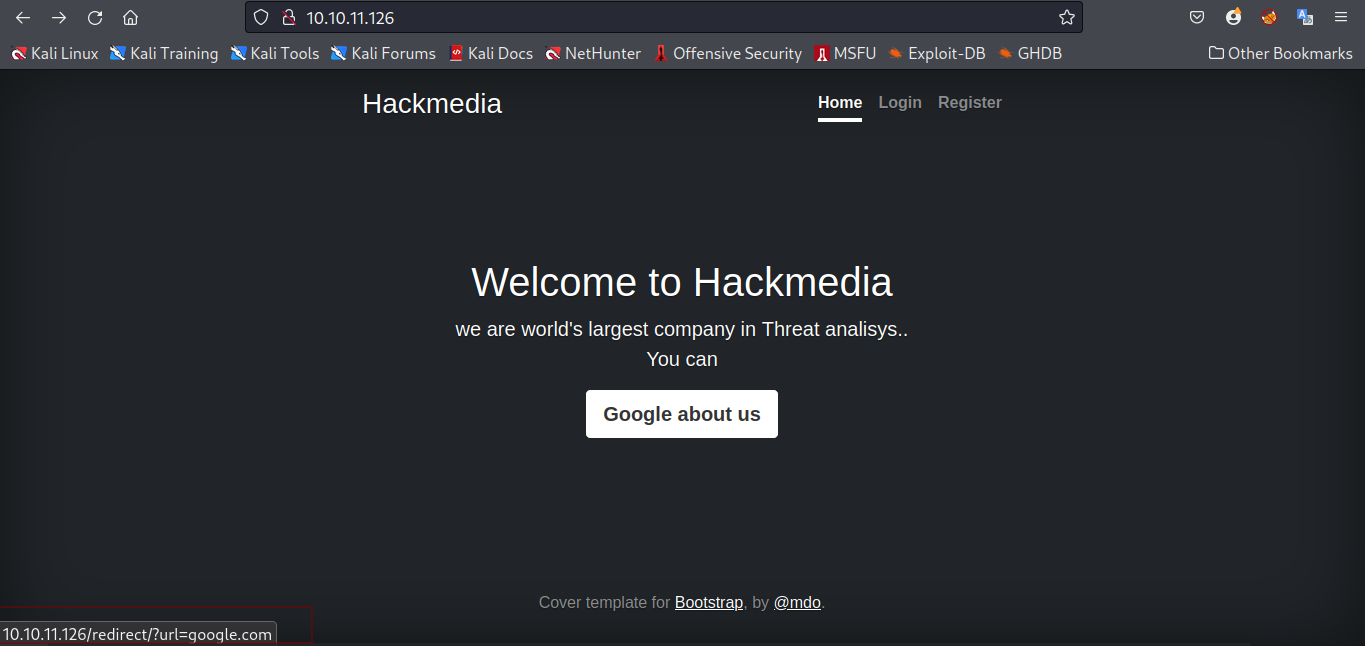 10.10.11.126
Kali Linux Kali Training Kali Tools Kali Forums Kali Docs NetHunter Offensive Security MSFU Exploit-DB GHDB Other Bookmarks
Hackmedia Home Login Register
Welcome to Hackmedia
we are world's largest company in Threat analisys..
You can
Google about us
Cover template for Bootstrap, by @mdo.
10.10.11.126/redirect/?url=google.com